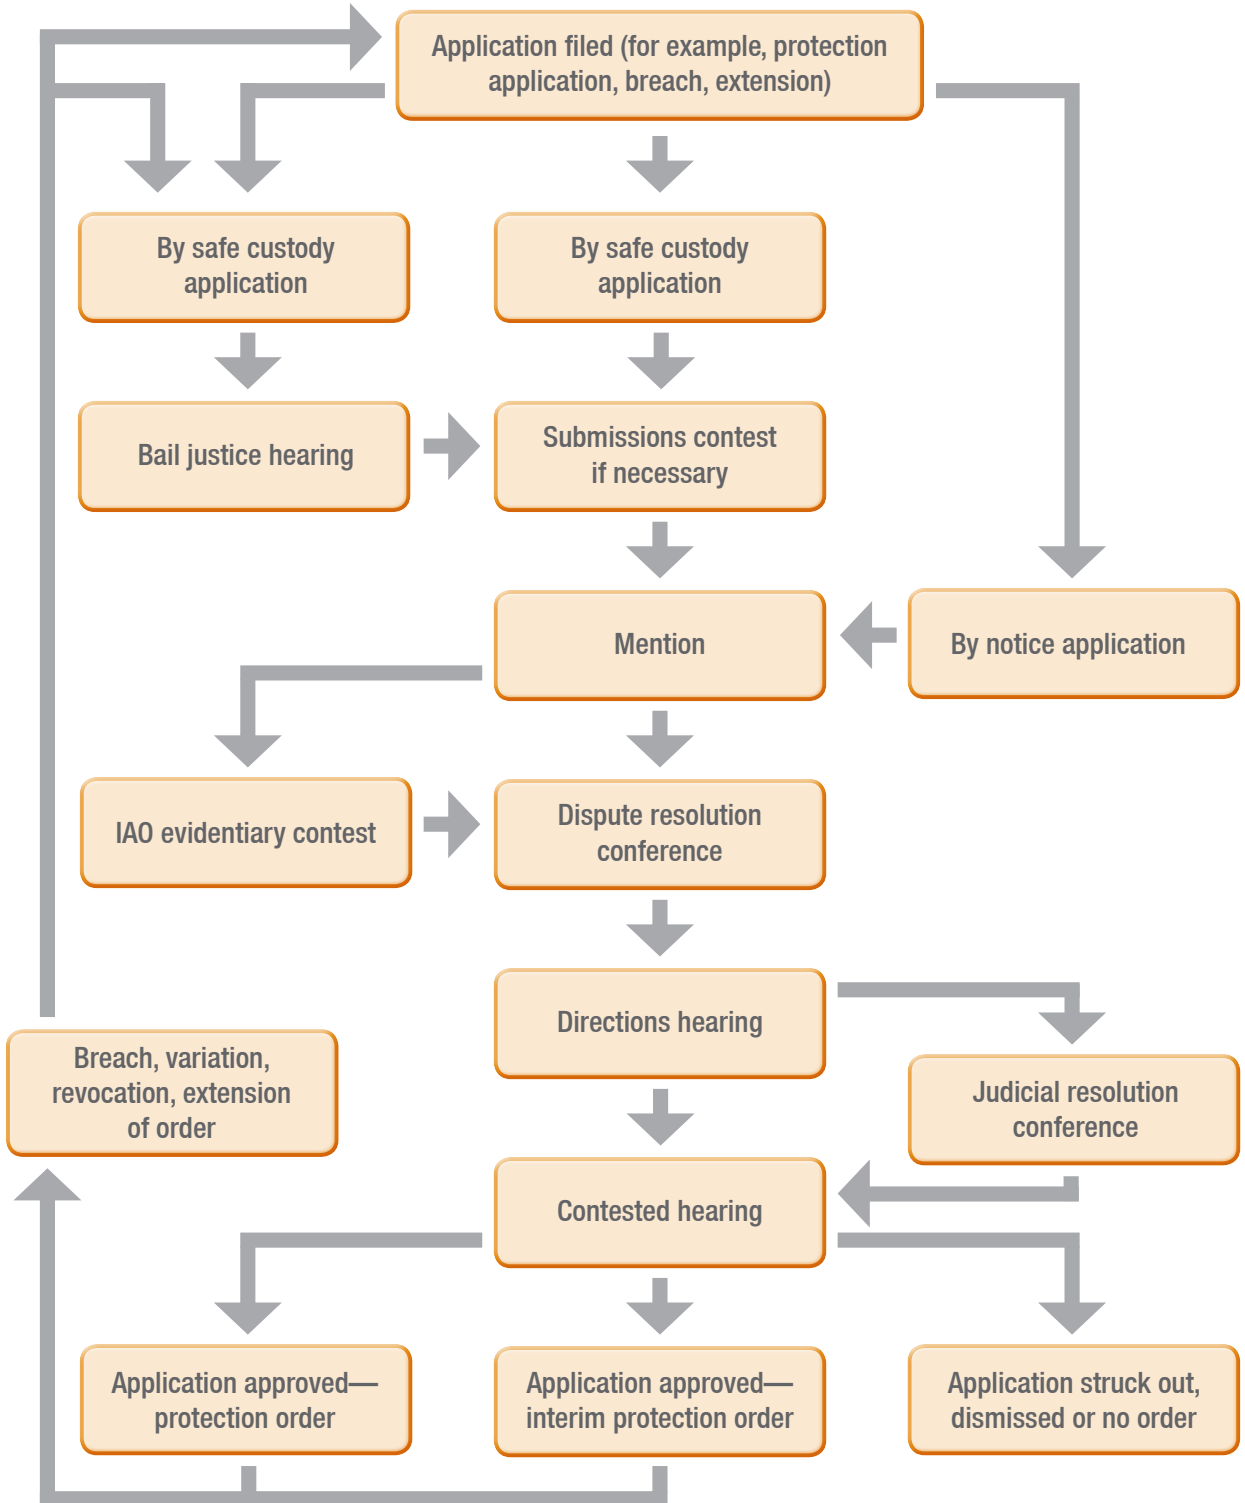 Application filed (for example, protection
application, breach, extension)
By safe custody
application
By safe custody
application
Bail justice hearing
Submissions contest
if necessary
Mention
By notice application
IAO evidentiary contest
Dispute resolution
conference
Directions hearing
Breach, variation,
revocation, extension
of order
Judicial resolution
conference
Contested hearing
Application approved—
protection order
Application approved—
interim protection order
Application struck out,
dismissed or no order